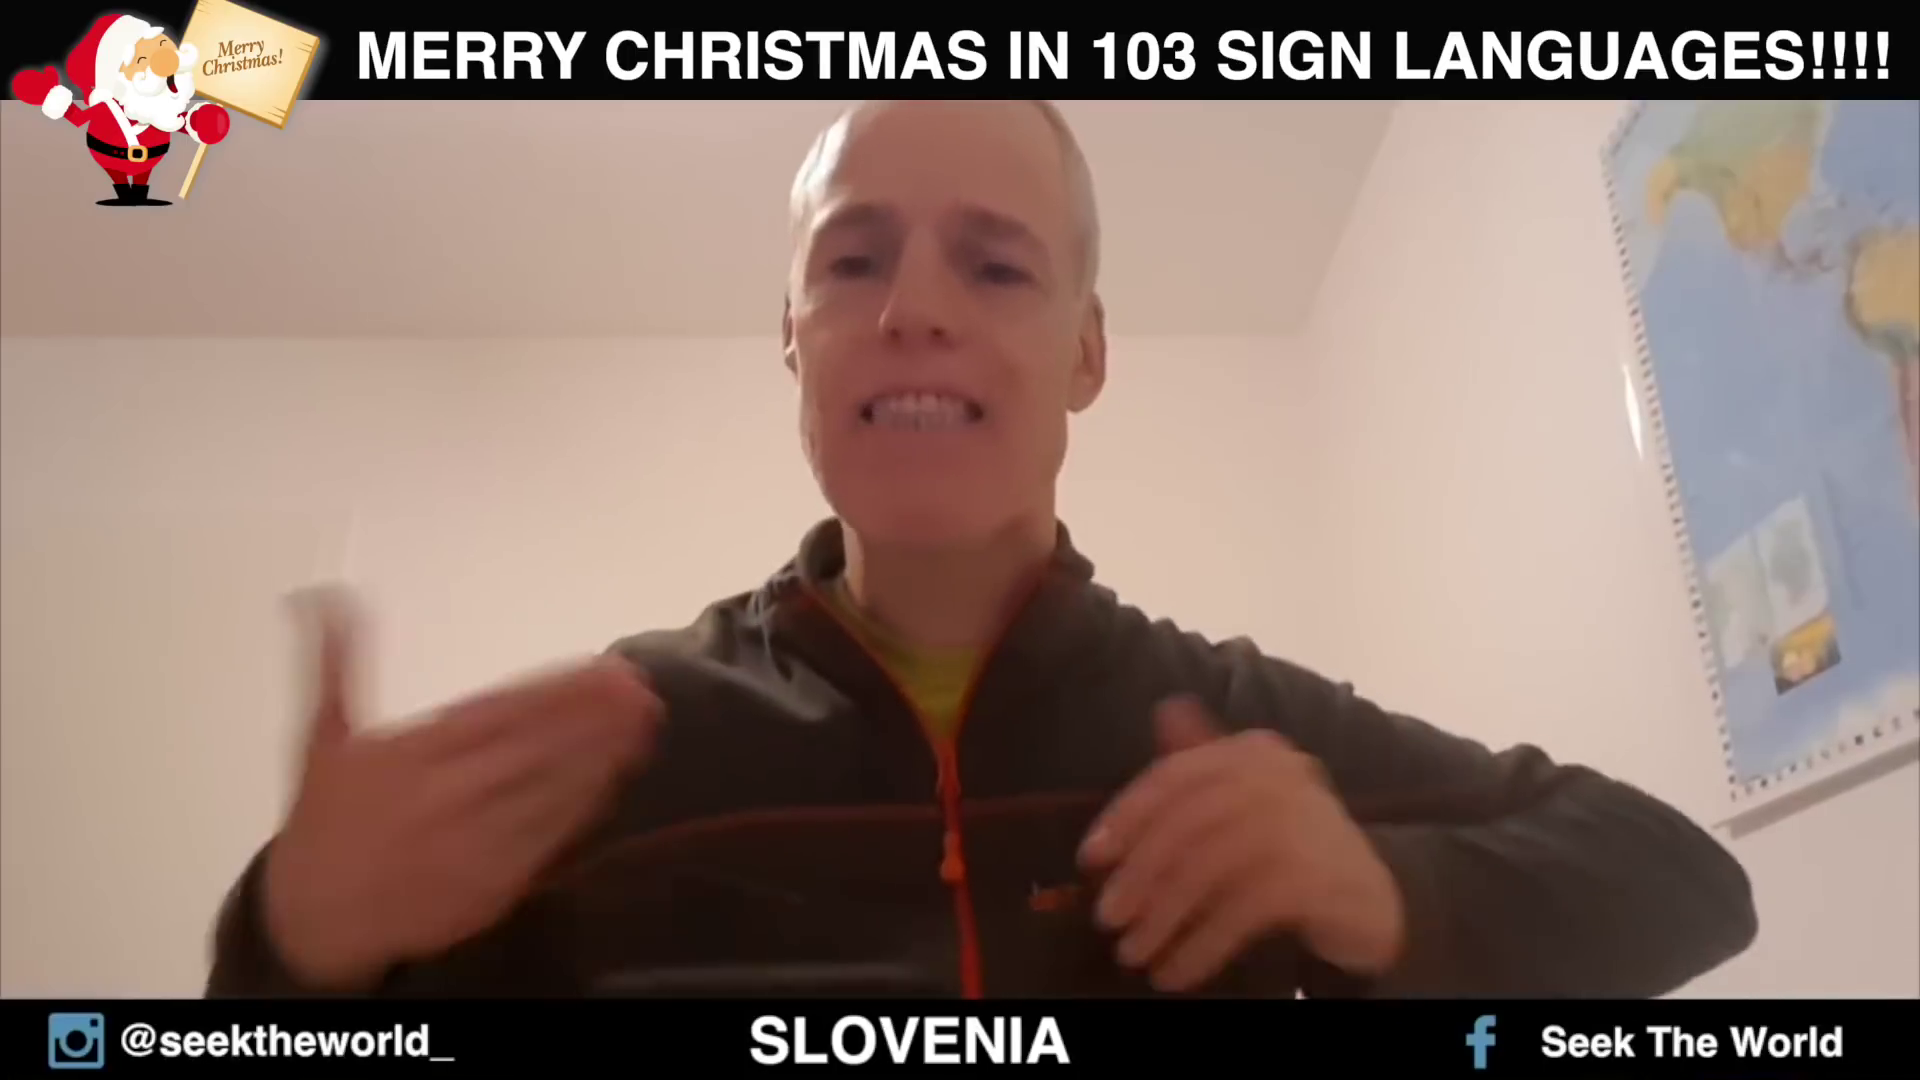 Merry
Christmas!
MERRY CHRISTMAS IN 103 SIGN LANGUAGES!!!!
@seektheworld_
SLOVENIA
Seek The World